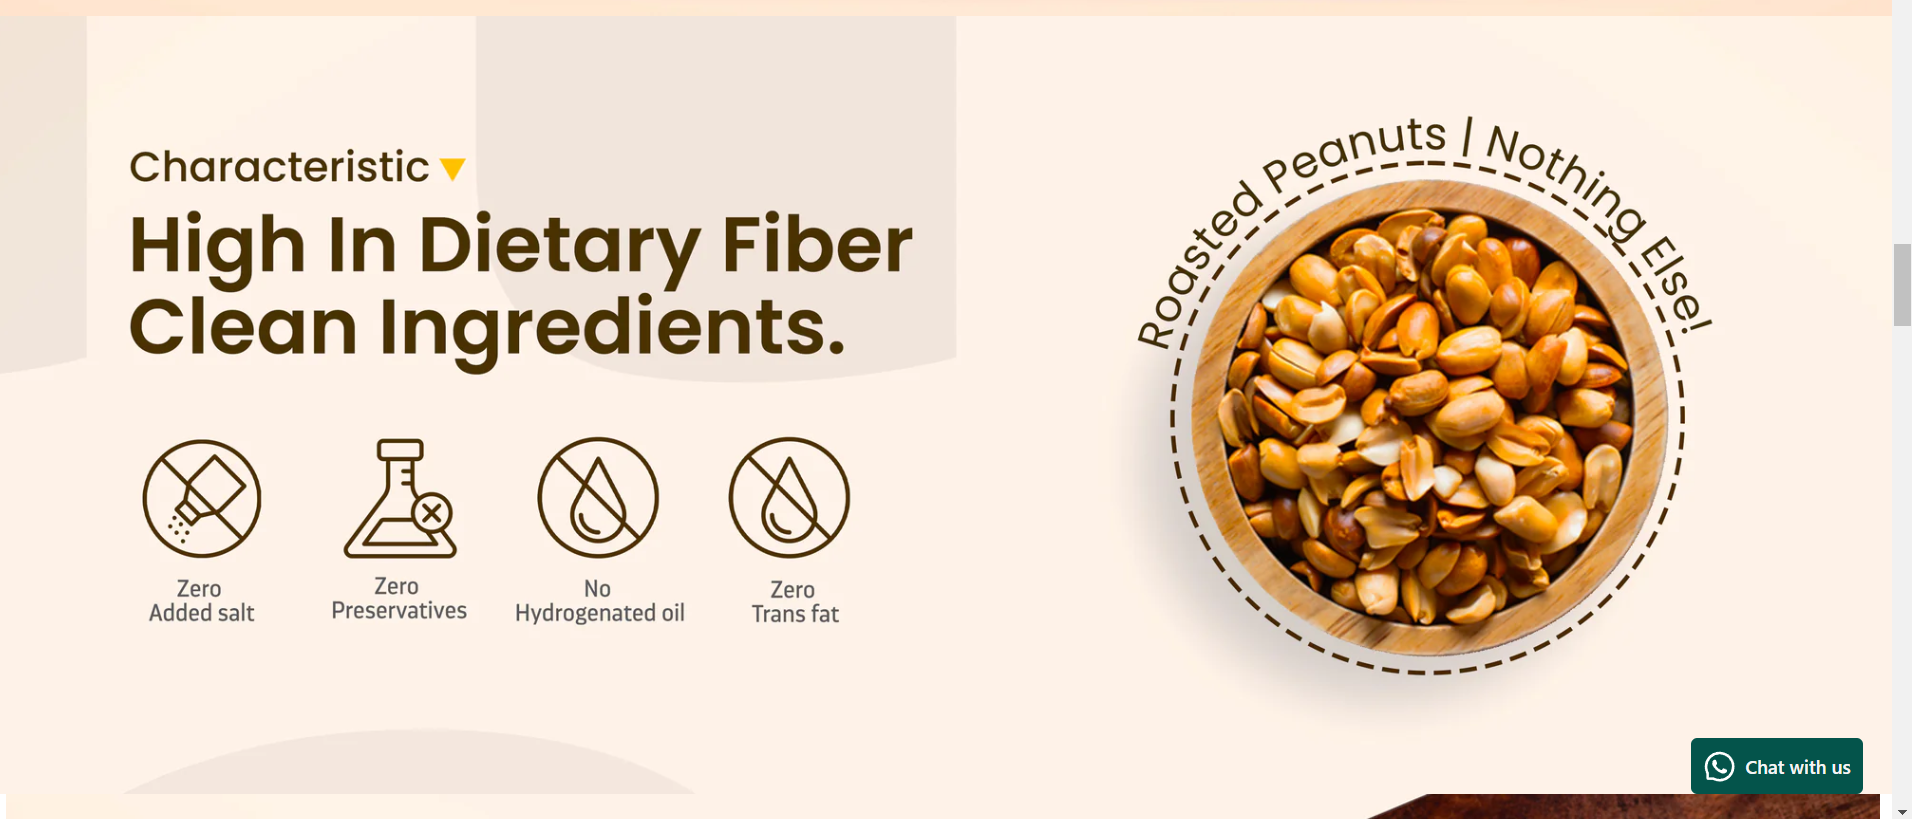 Characteristic
High In Dietary Fiber
Clean Ingredients.
Zero
Added salt
Zero
Preservatives
No
Hydrogenated oil
Zero
Trans fat
Roasted Peanuts | Nothing Else!
Chat with us